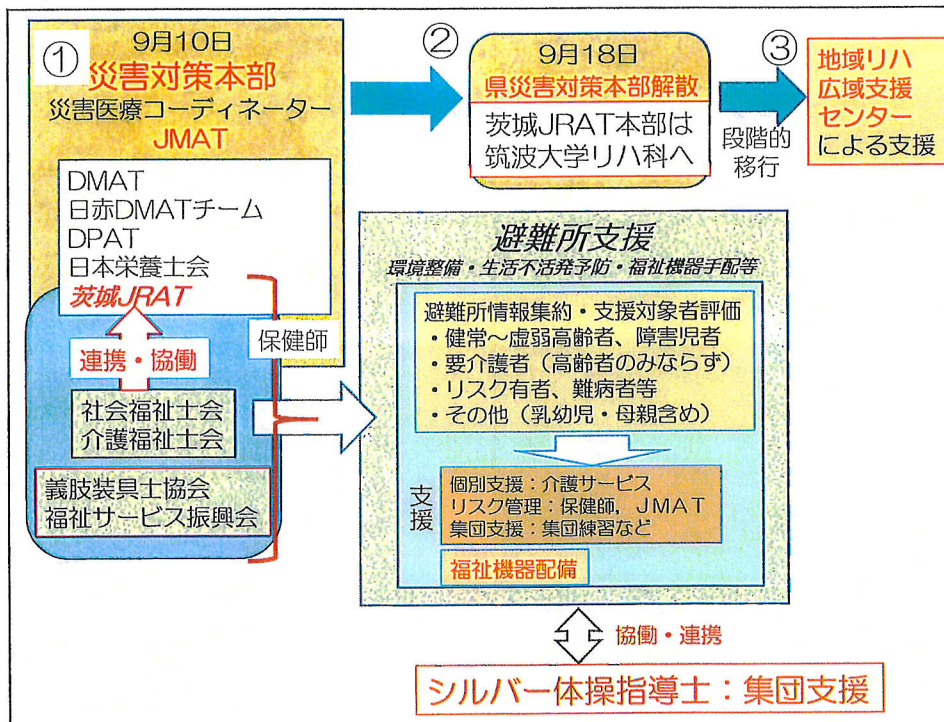 ①
9月10日
災害対策本部
災害医療コーディネーター
JMAT
DMAT
日赤DMATチーム
DPAT
日本栄養士会
茨城JRAT
連携・協働
社会福祉士会
介護福祉士会
義肢装具士協会
福祉サービス振興会
保健師
②
9月18日
県災害対策本部解散
茨城JRAT本部は
筑波大学リハ科へ
段階的
移行
③
地域リハ
広域支援
センター
による支援
避難所支援
環境整備・生活不活発予防・福祉機器手配等
避難所情報集約・支援対象者評価
・健常～虚弱高齢者、障害児者
・要介護者（高齢者のみならず）
・リスク有者、難病者等
・その他（乳幼児・母親含め）
支援
個別支援：介護サービス
リスク管理：保健師，JMAT
集団支援：集団練習など
福祉機器配備
協働・連携
シルバー体操指導士：集団支援